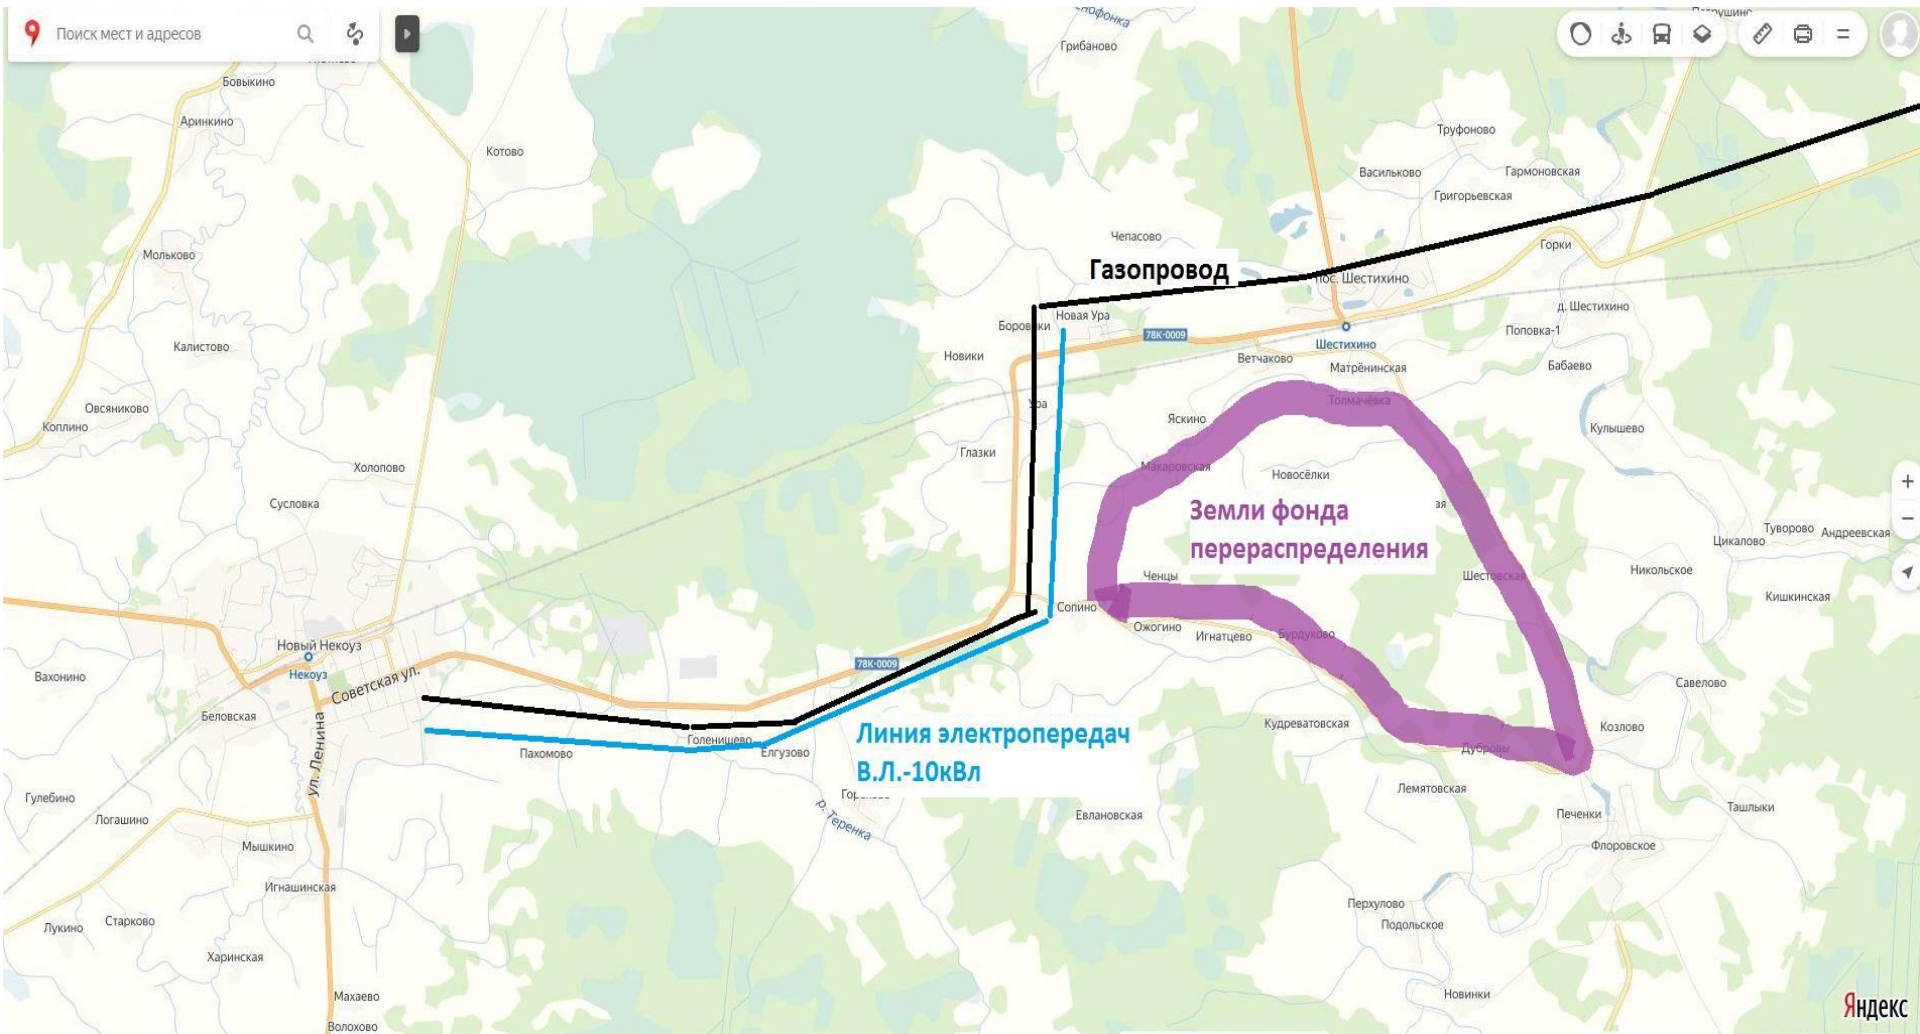 Поиск мест и адресов
Грибаново
Бовыкино
Аринкино
Котово
Труфоново
Васильково
Гармоновская
Григорьевская
Чепасово
Мольково
Горки
Газопровод
пос. Шестихино
д. Шестихино
Новая Ура
Боровики
78К-0009
Поповка-1
Шестихино
Калистово
Новики
Ветчаково
Матрёнинская
Бабаево
Овсяниково
Ура
Толмачёвка
Коплино
Яскино
Кулышево
Глазки
Холопово
Макаровская
Новосёлки
Сусловка
Земли фонда
перераспределения
ая
Туворово
Андреевская
Цикалово
Ченцы
Шестовская
Никольское
Кишкинская
Сопино
Ожогино
Игнатцево
Бурдуково
Новый Некоуз
Некоуз
78К-0009
Вахонино
Советская ул.
Савелово
Беловская
Кудреватовская
Козлово
Линия электропередач
В.Л.-10кВл
Голенищево
Елгузово
Пахомово
Дубровы
ул. Ленина
Гулебино
Лемятовская
Логашино
р. Теренка
Евлановская
Печенки
Ташлыки
Мышкино
Флоровское
Игнашинская
Перхулово
Старково
Лукино
Подольское
Харинская
Махаево
Новинки
Яндекс
Волохово